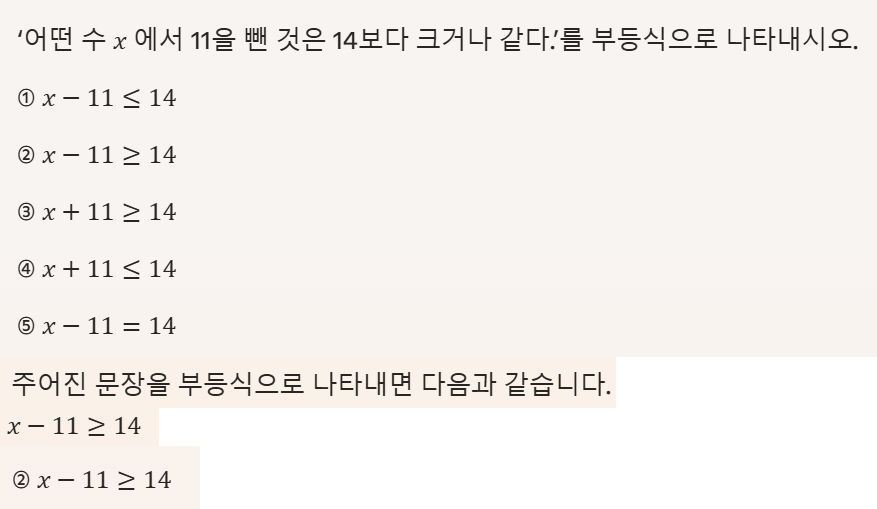 ‘어떤 수 x 에서 11을 뺀 것은 14보다 크거나 같다.’를 부등식으로 나타내시오.
① x − 11 ≤ 14
② x − 11 ≥ 14
③ x + 11 ≥ 14
④ x + 11 ≤ 14
⑤ x − 11 = 14
주어진 문장을 부등식으로 나타내면 다음과 같습니다.
x − 11 ≥ 14
② x − 11 ≥ 14